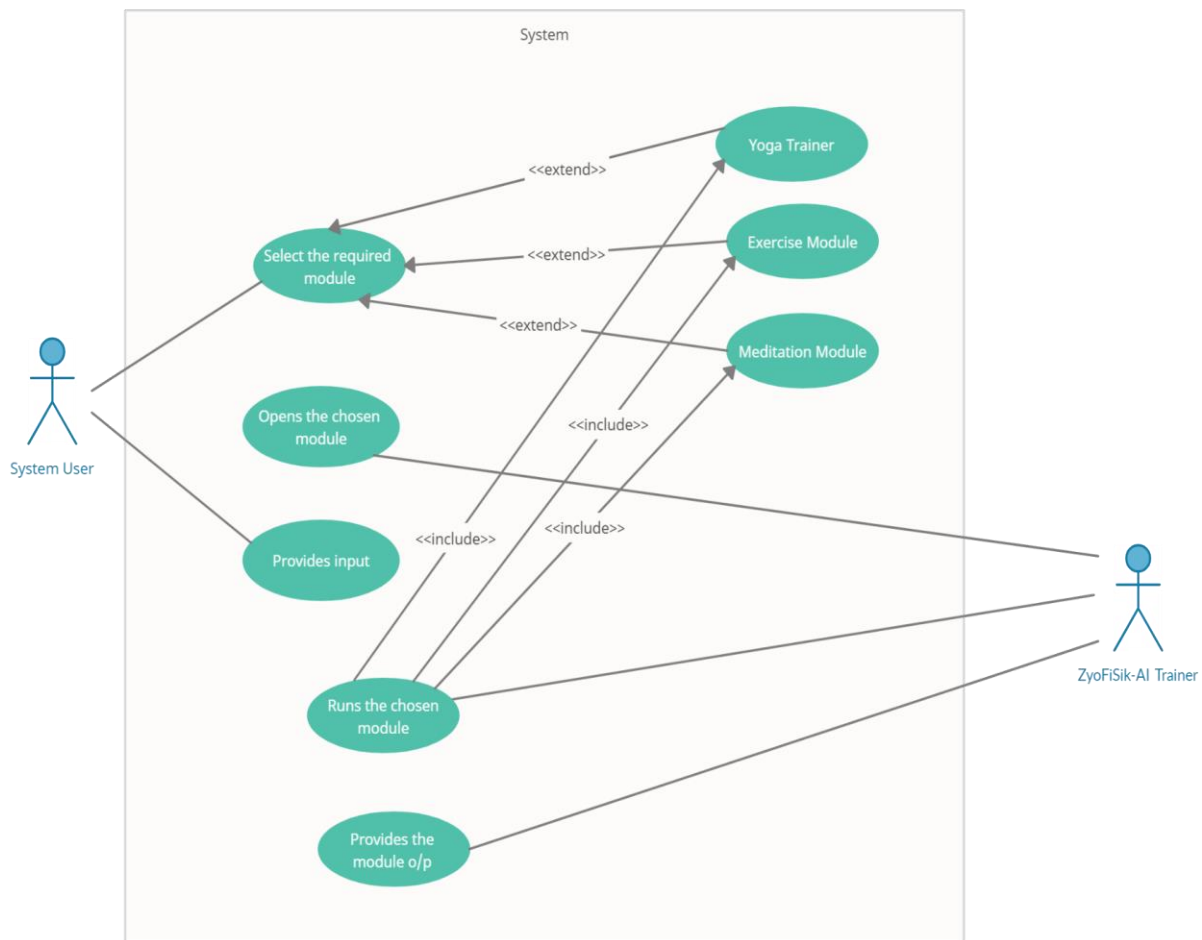 System
Yoga Trainer
<<extend>>
Select the required
module
Exercise Module
<<extend>>
<<extend>>
Meditation Module
Opens the chosen
module
<<include>>
System User
<<include>>
<<include>>
Provides input
ZyoFiSik-AI Trainer
Runs the chosen
module
Provides the
module o/p